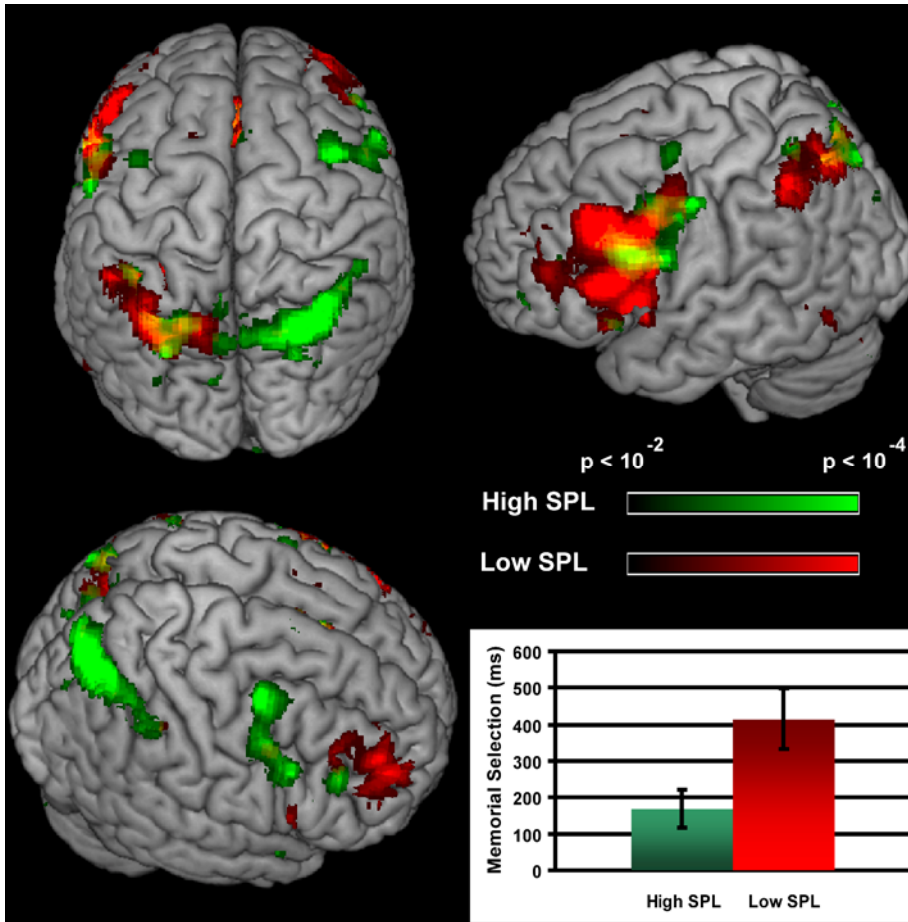 p < 10^-2 p < 10^-4
High SPL
Low SPL
600
500
400
300
200
100
0
Memorial Selection (ms)
High SPL Low SPL